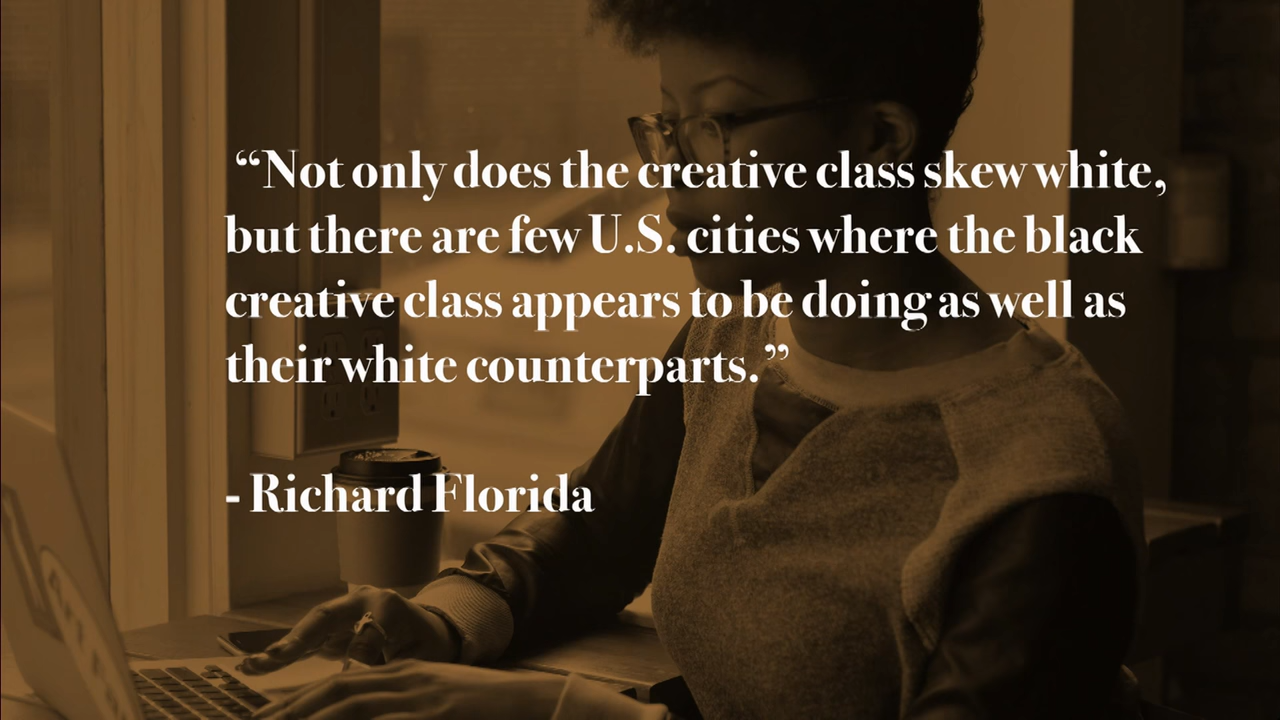 “Not only does the creative class skew white,
but there are few U.S. cities where the black
creative class appears to be doing as well as
their white counterparts.”
- Richard Florida